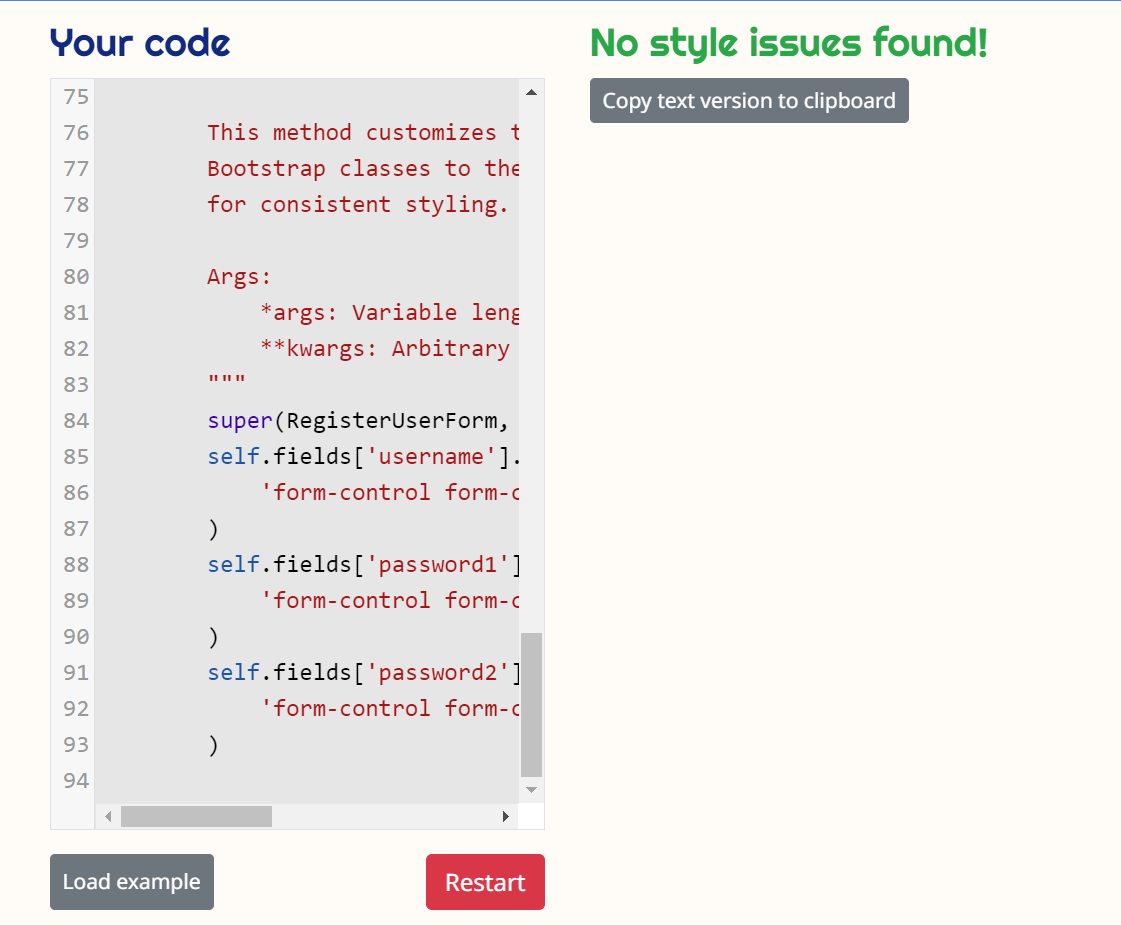 Your code
75
76 This method customizes t
77 Bootstrap classes to the
78 for consistent styling.
79
80 Args:
81 *args: Variable leng
82 **kwargs: Arbitrary
83 """
84 super(RegisterUserForm,
85 self.fields['username'].
86 'form-control form-c
87 )
88 self.fields['password1']
89 'form-control form-c
90 )
91 self.fields['password2']
92 'form-control form-c
93 )
94
Load example
Restart
No style issues found!
Copy text version to clipboard